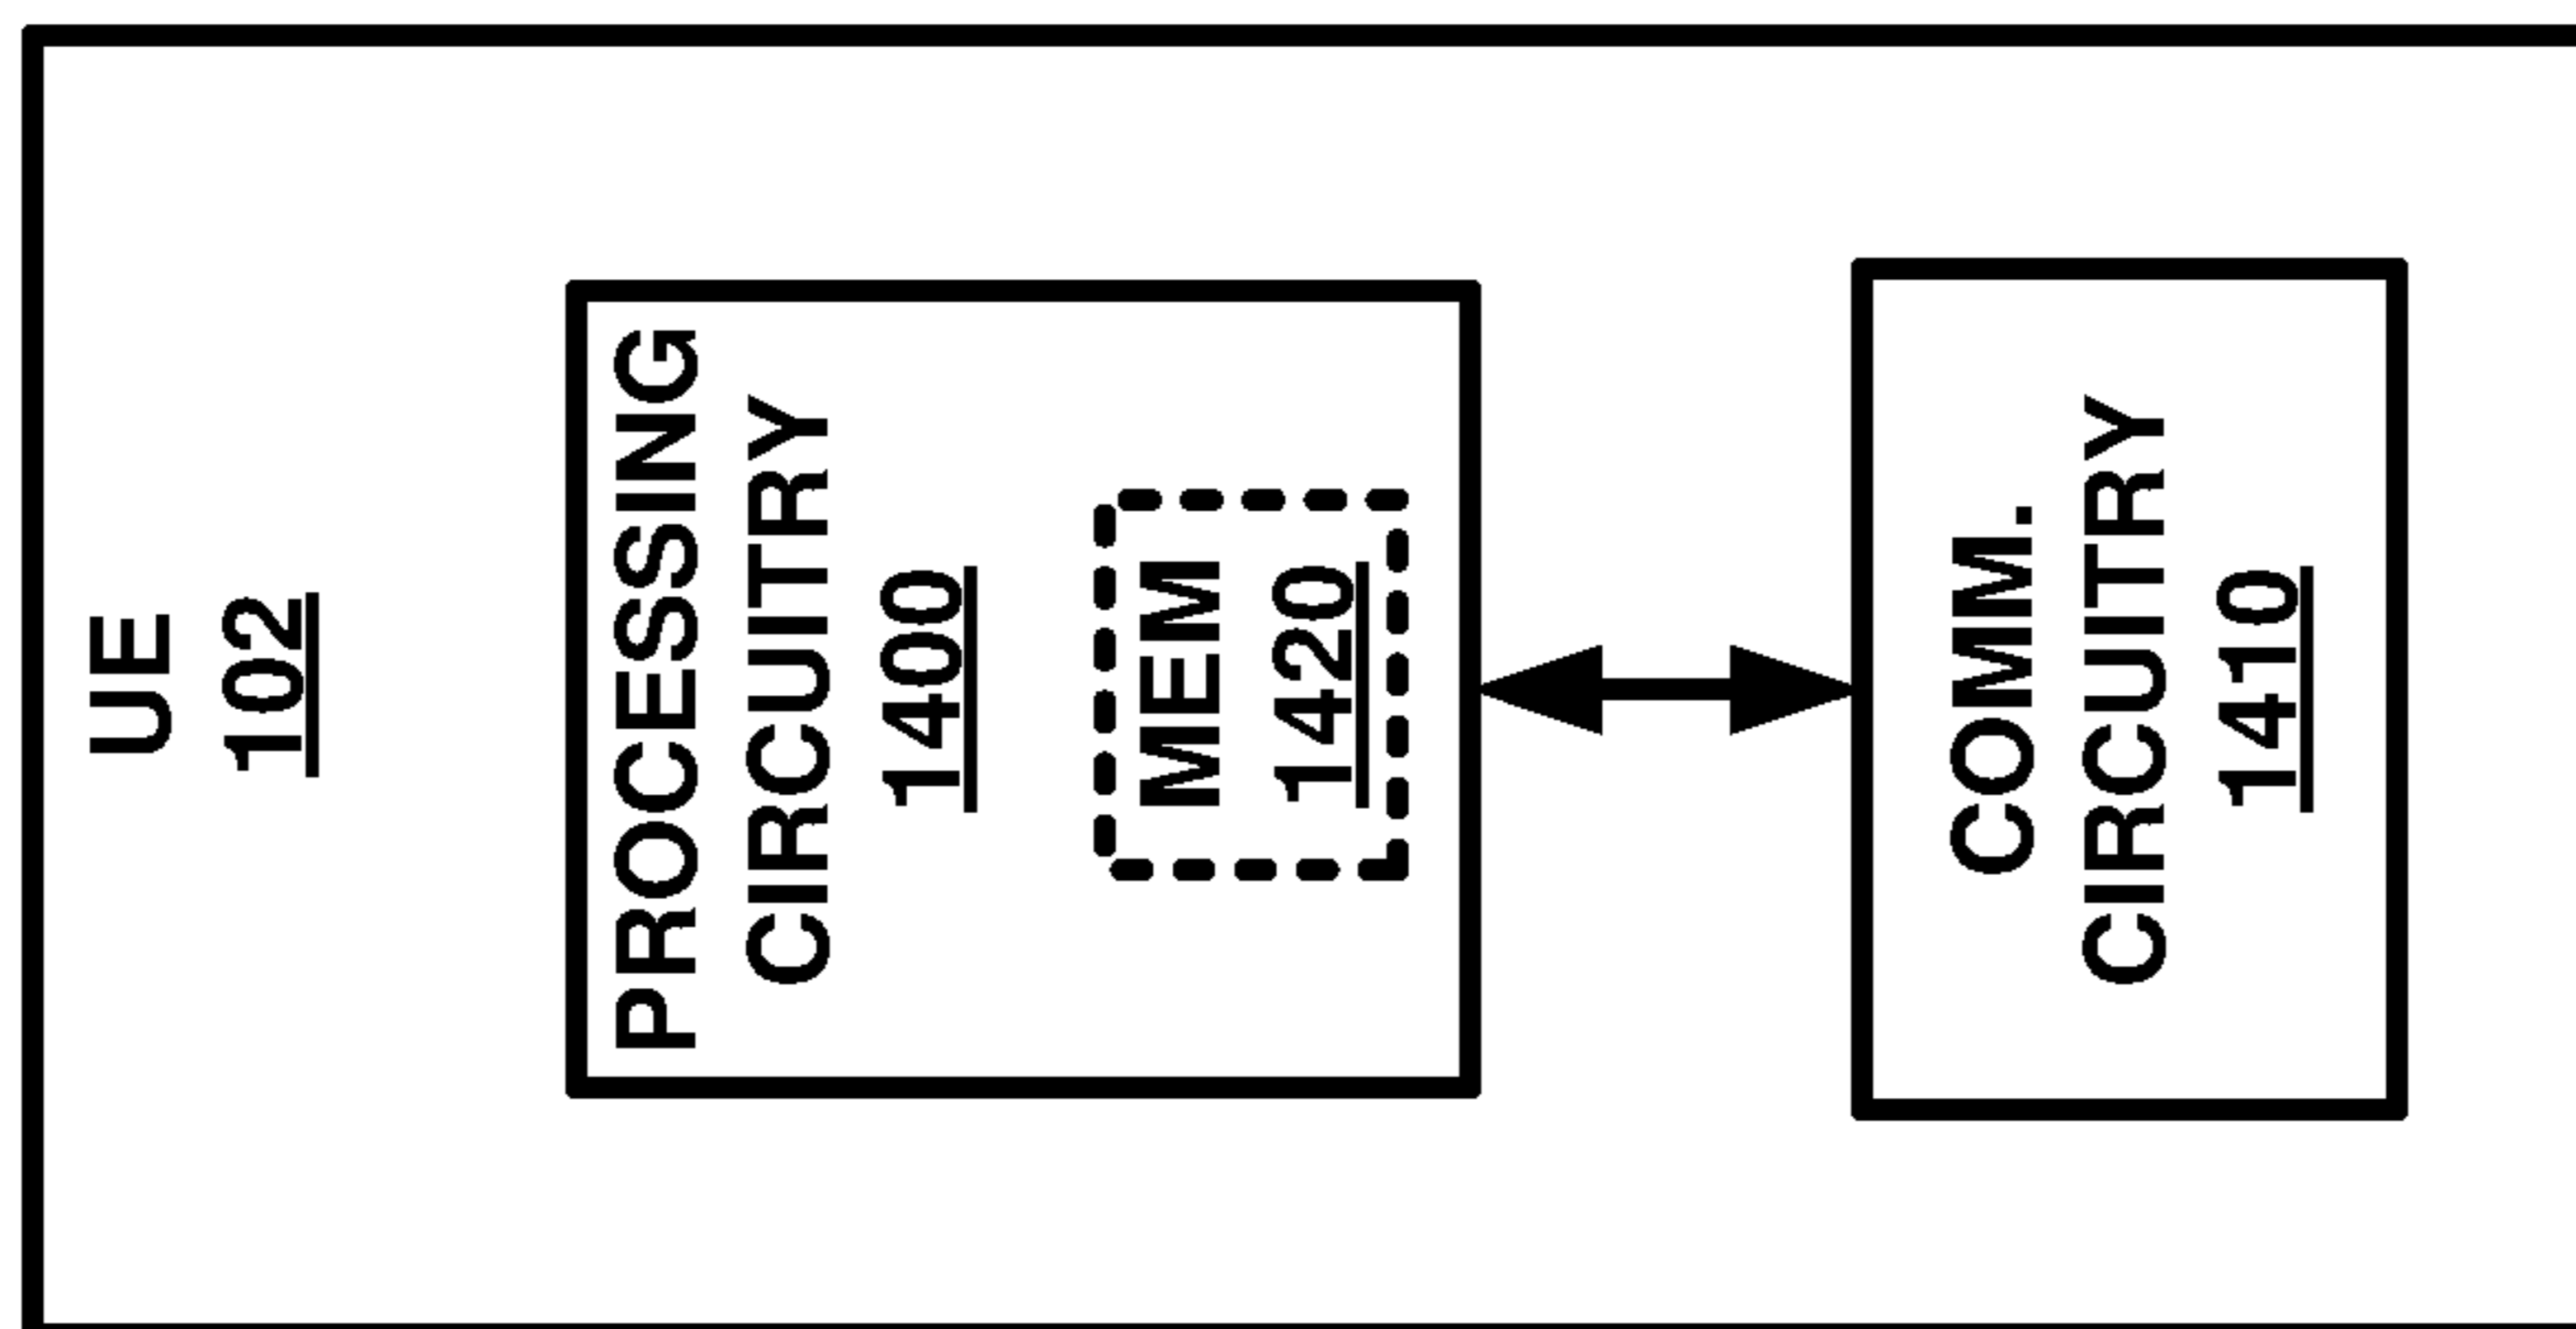 UE
102
PROCESSING
CIRCUITRY
1400
MEM
1420
COMM.
CIRCUITRY
1410